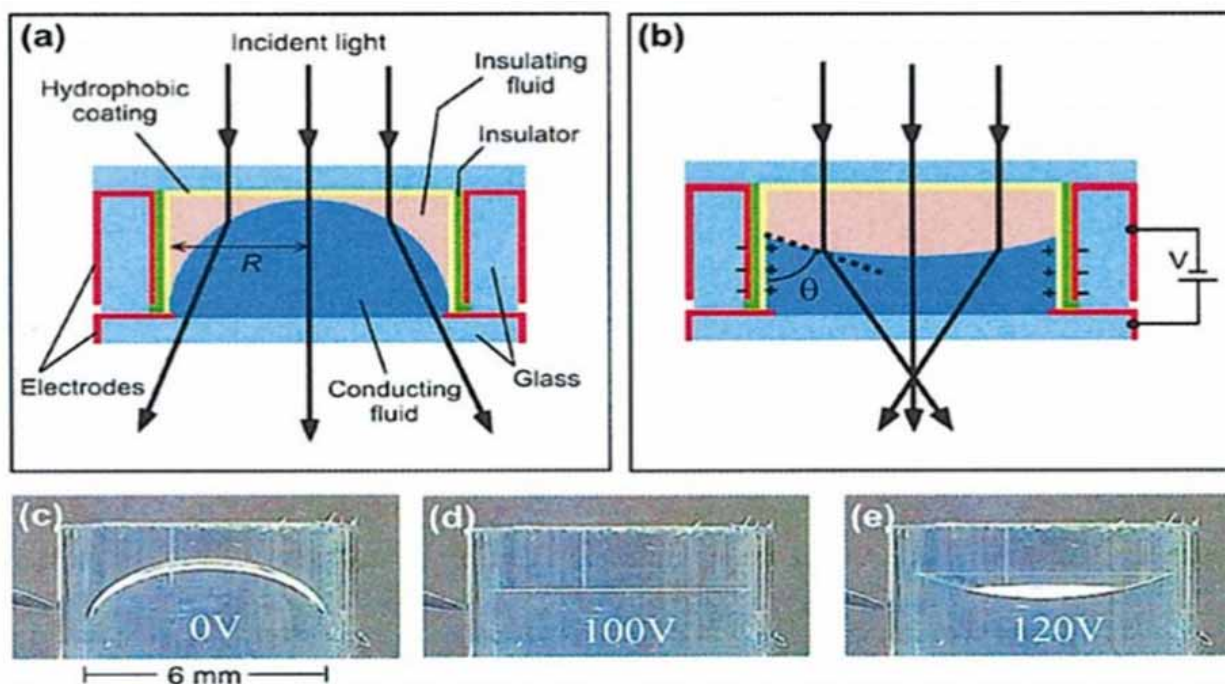 (a)
Incident light
Hydrophobic
coating
Insulating
fluid
Insulator
R
Electrodes
Conducting
fluid
Glass
(b)
θ
V
+ + +
- - -
(c)
0V
6 mm
(d)
100V
(e)
120V